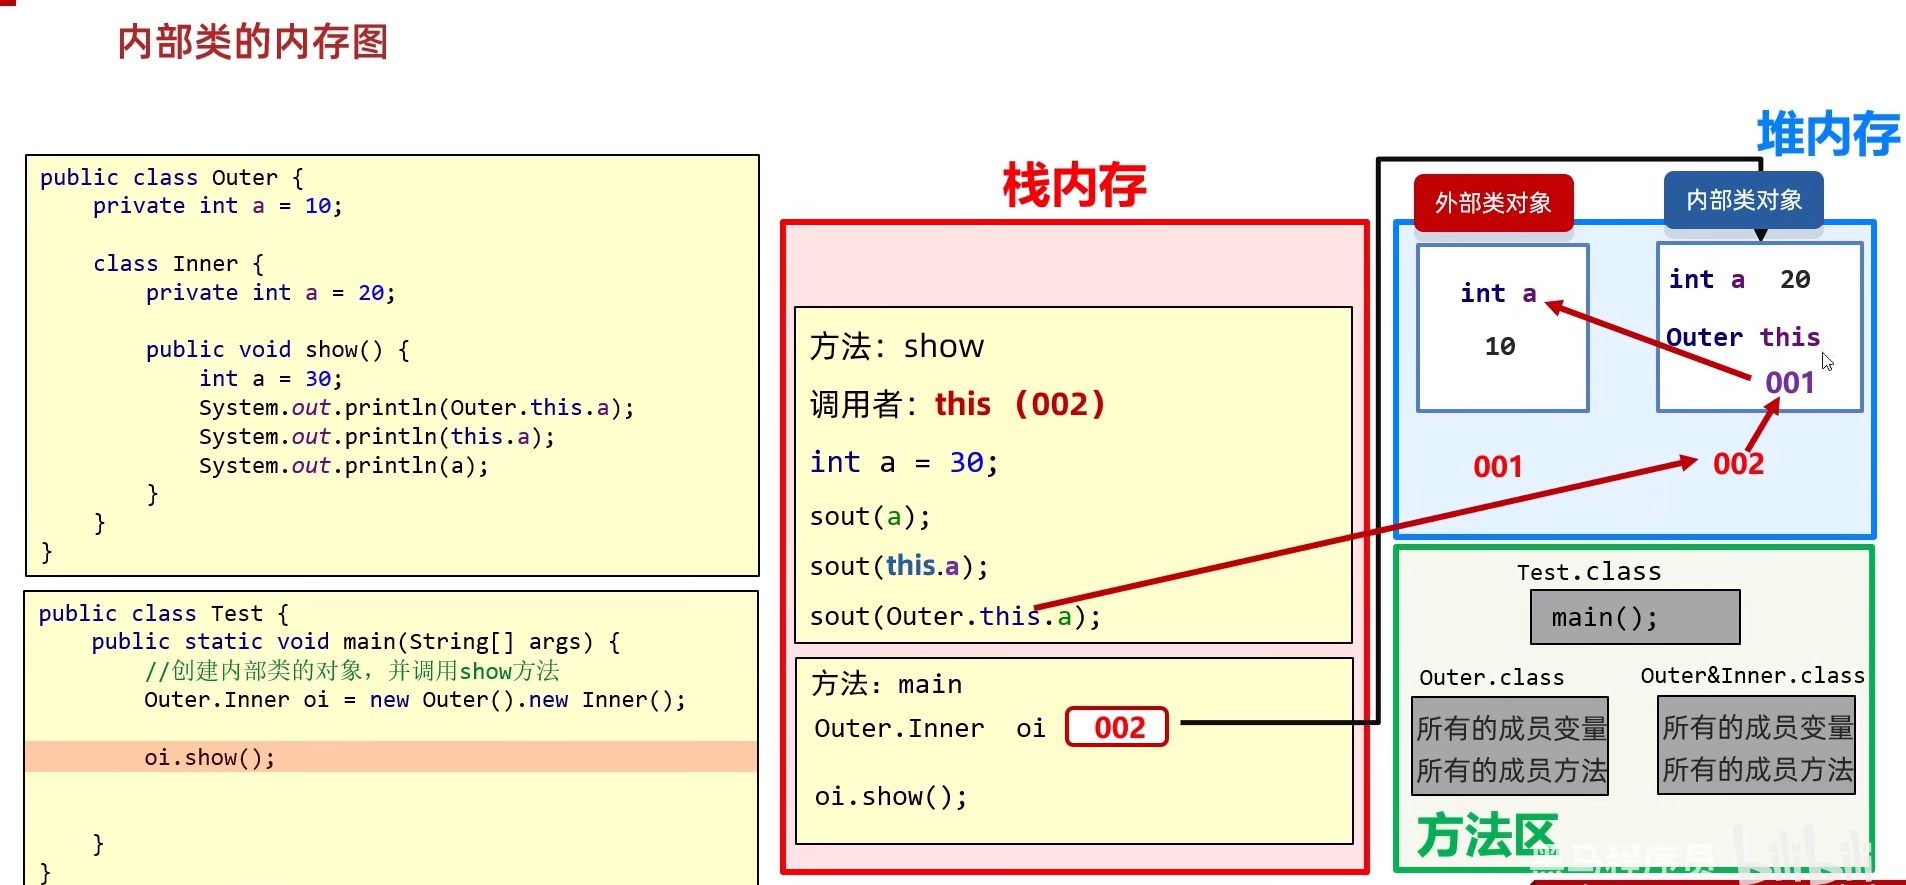 内部类的内存图
public class Outer {
private int a = 10;
class Inner {
private int a = 20;
public void show() {
int a = 30;
System.out.println(Outer.this.a);
System.out.println(this.a);
System.out.println(a);
}
}
}
public class Test {
public static void main(String[] args) {
//创建内部类的对象，并调用show方法
Outer.Inner oi = new Outer().new Inner();
oi.show();
}
}
栈内存
方法：show
调用者：this（002）
int a = 30;
sout(a);
sout(this.a);
sout(Outer.this.a);
方法：main
Outer.Inner oi 002
oi.show();
堆内存
外部类对象
int a
10
001
内部类对象
int a 20
Outer this
001
002
Test.class
main();
Outer.class
所有的成员变量
所有的成员方法
Outer&Inner.class
所有的成员变量
所有的成员方法
方法区
黑马程序员 bilibili